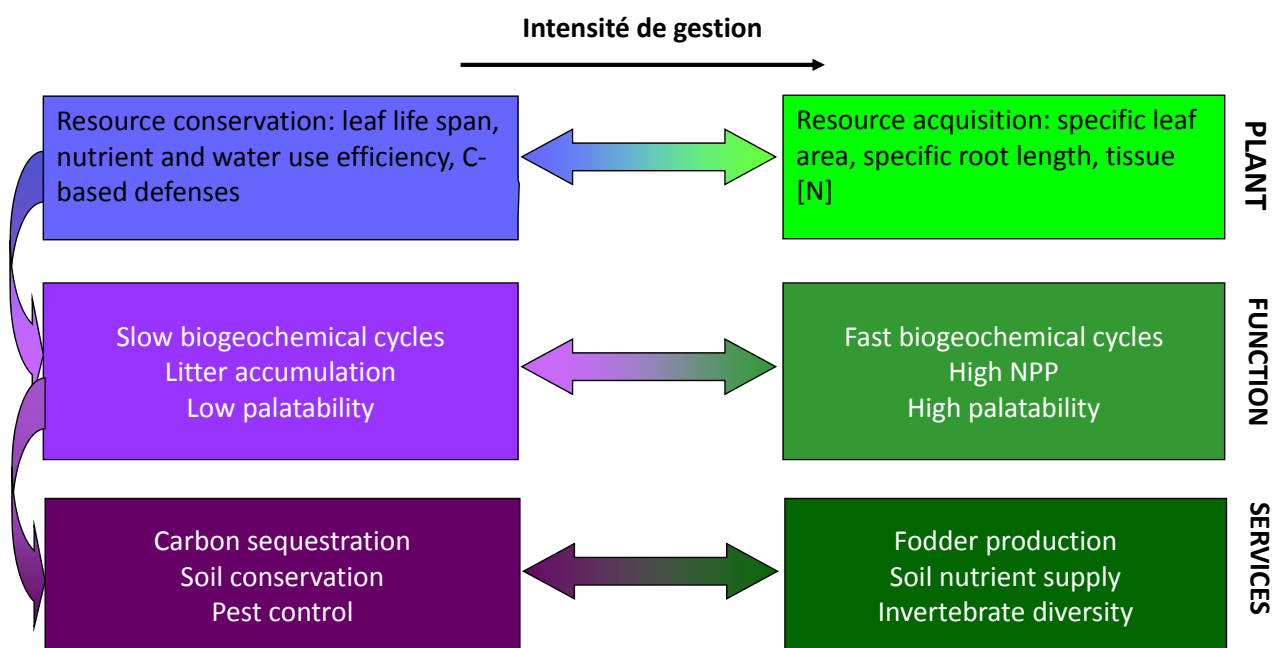 Intensité de gestion
Resource conservation: leaf life span,
nutrient and water use efficiency, C-
based defenses
Resource acquisition: specific leaf
area, specific root length, tissue
[N]
PLANT
Slow biogeochemical cycles
Litter accumulation
Low palatability
Fast biogeochemical cycles
High NPP
High palatability
FUNCTION
Carbon sequestration
Soil conservation
Pest control
Fodder production
Soil nutrient supply
Invertebrate diversity
SERVICES